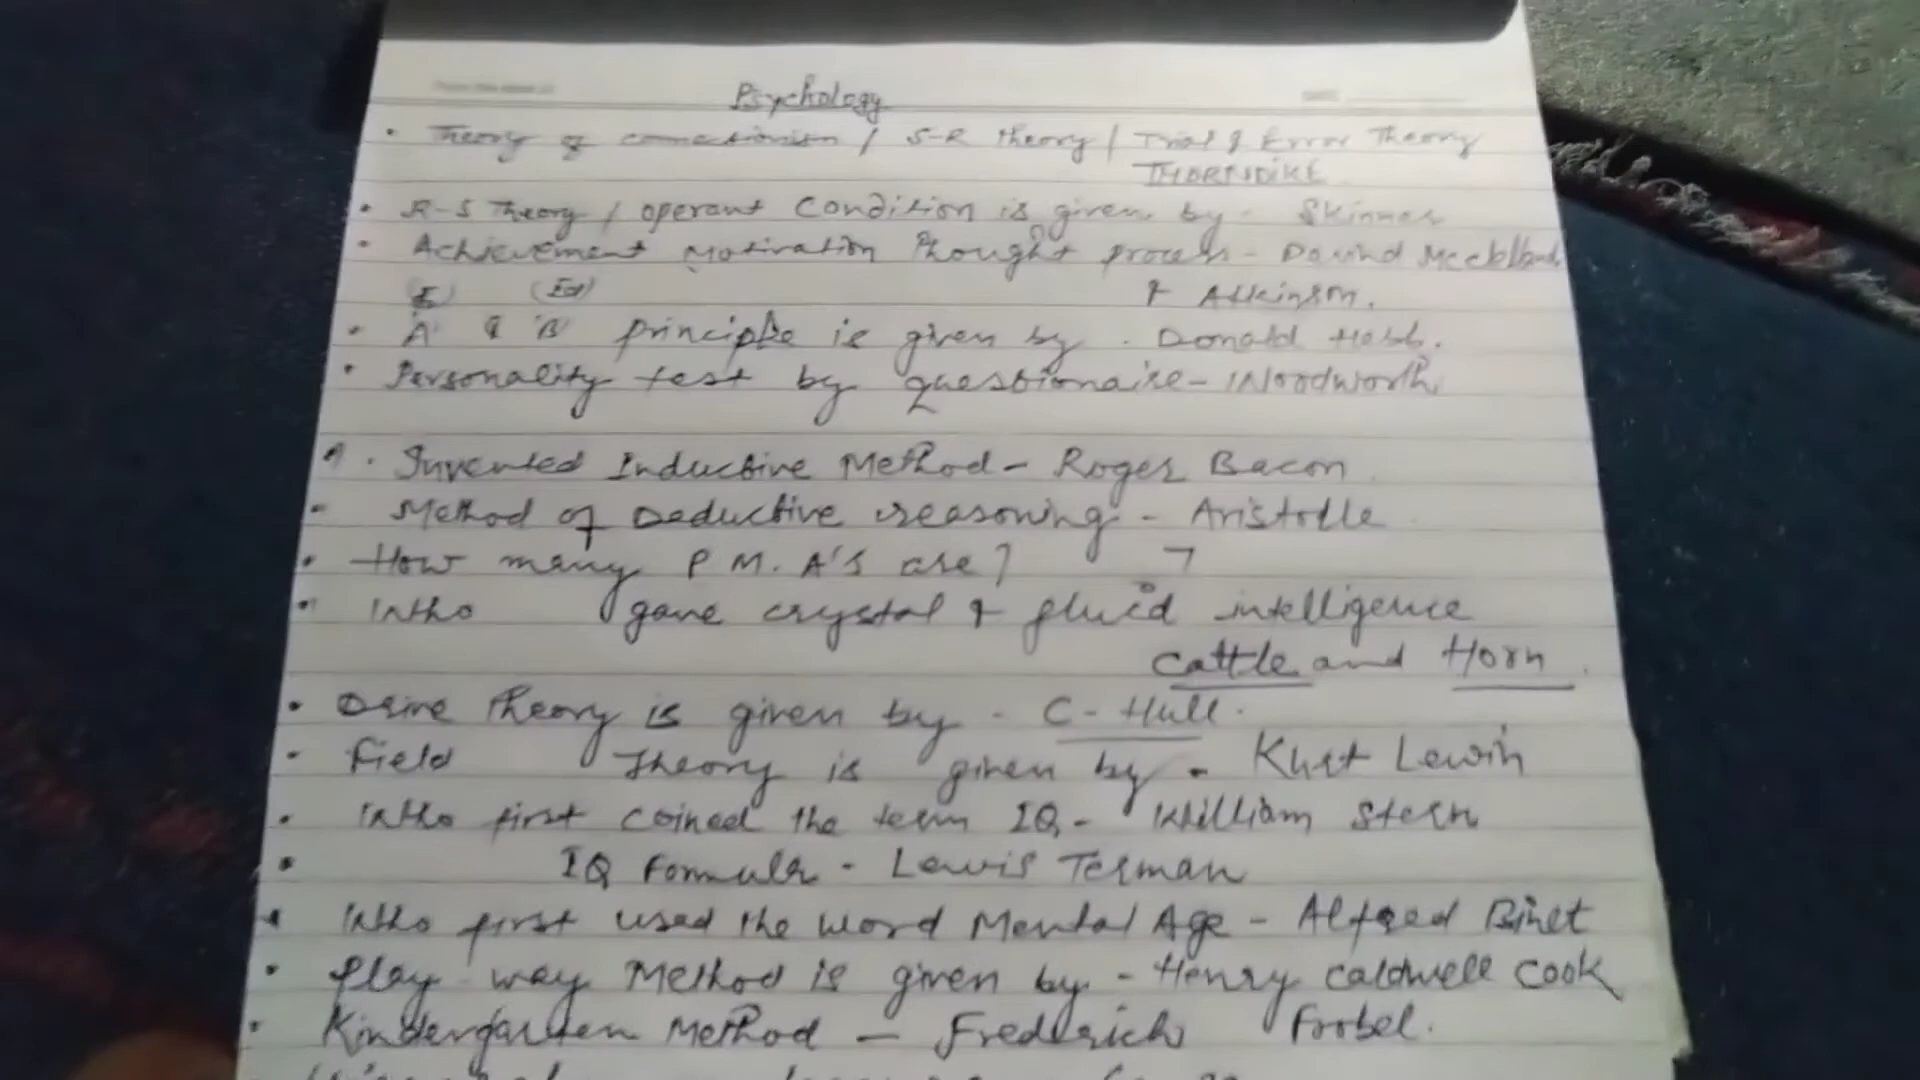 Psychology
• Theory of connectionism / S-R Theory / Trial & Error Theory
THORNDIKE
• R-S Theory / operant Condition is given by - Skinner
• Achievement Motivation Thought process - David Mcclelland
& Atkinson.
• 'A' & 'B' principle is given by - Donald Hebb.
• Personality test by questionaire - Woodworth
• Invented Inductive Method - Roger Bacon
• Method of Deductive reasoning - Aristotle
• How many P.M.A's are? 7
• Who gave crystal & fluid intelligence
Cattle and Horn.
• Drive Theory is given by - C-Hull.
• Field Theory is given by - Kurt Lewin
• Who first coined the term IQ - William Stern
• IQ Formula - Lewis Terman
• Who first used the word Mental Age - Alfred Binet
• Play-way Method is given by - Henry Caldwell Cook
• Kindergarten Method - Frederich Frobel.